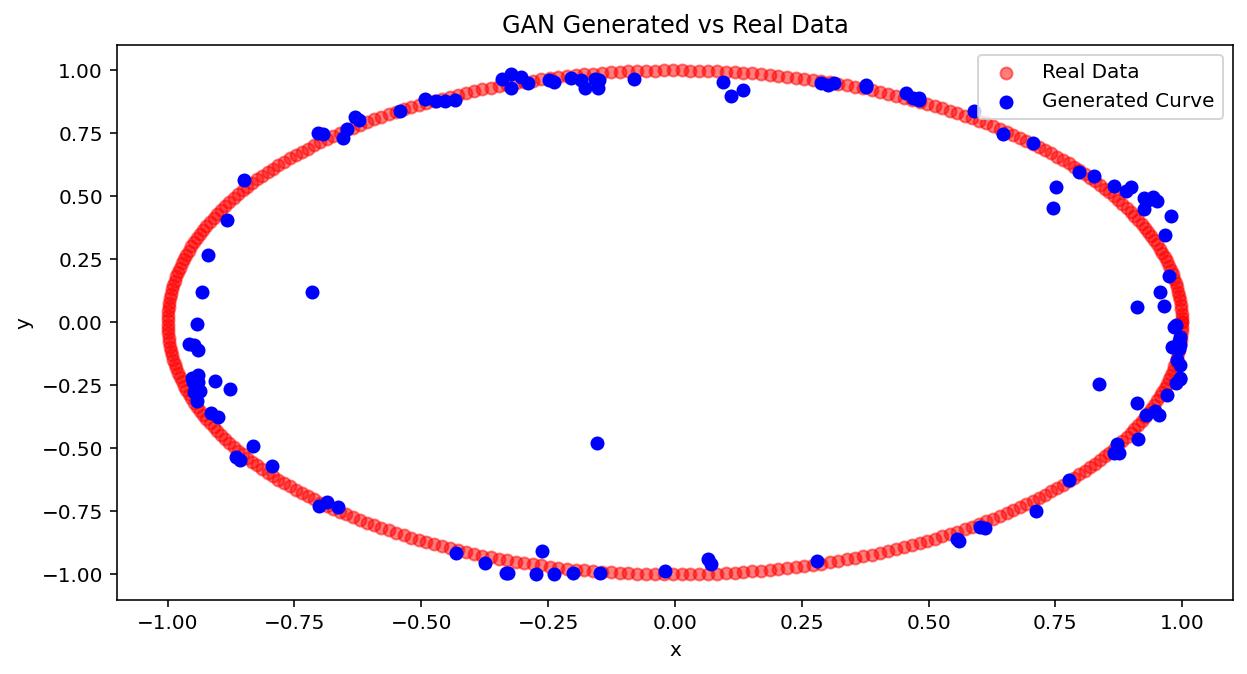 GAN Generated vs Real Data
Real Data
Generated Curve
1.00
0.75
0.50
0.25
0.00
−0.25
−0.50
−0.75
−1.00
y
−1.00 −0.75 −0.50 −0.25 0.00 0.25 0.50 0.75 1.00
x